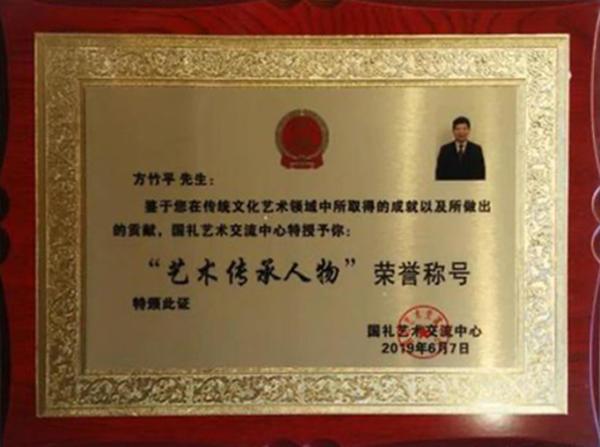 方竹平 先生：
鉴于您在传统文化艺术领域中所取得的成就以及所做出
的贡献，国礼艺术交流中心特授予你：
“艺术传承人物”荣誉称号
特颁此证
国礼艺术交流中心
2019年6月7日